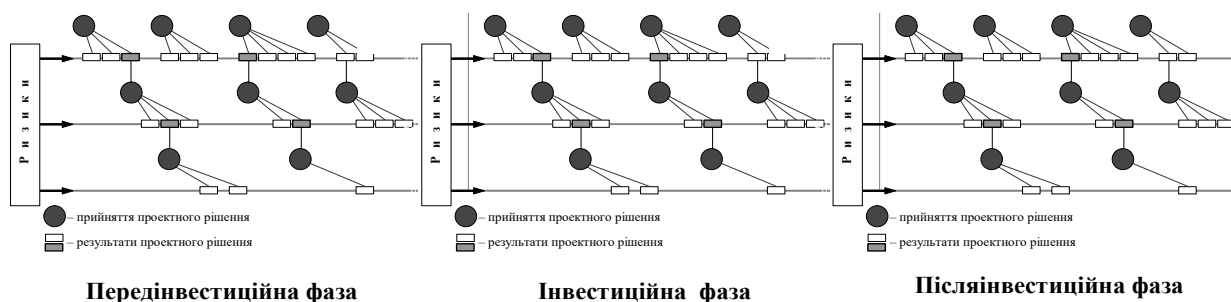 Ризики
Ризики
Ризики
– прийняття проектного рішення
– результати проектного рішення
– прийняття проектного рішення
– результати проектного рішення
– прийняття проектного рішення
– результати проектного рішення
Передінвестиційна фаза
Інвестиційна фаза
Післяінвестиційна фаза